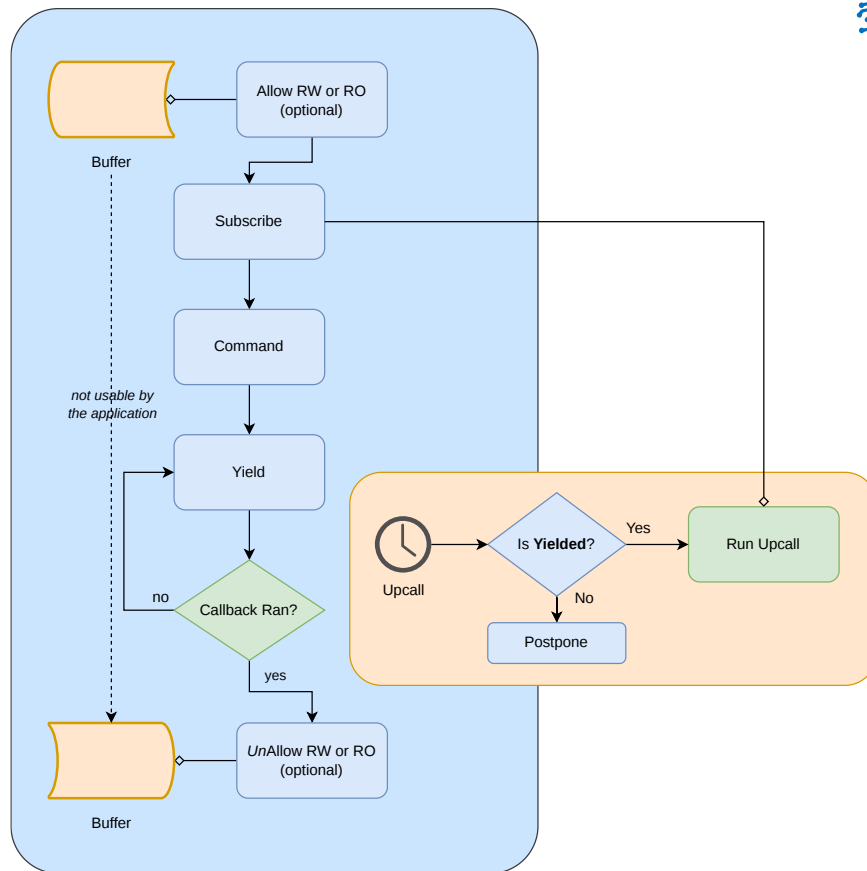 Allow RW or RO
(optional)
Buffer
Subscribe
Command
not usable by
the application
Yield
Is Yielded?
Yes
Run Upcall
Upcall
No
no
Callback Ran?
Postpone
yes
UnAllow RW or RO
(optional)
Buffer